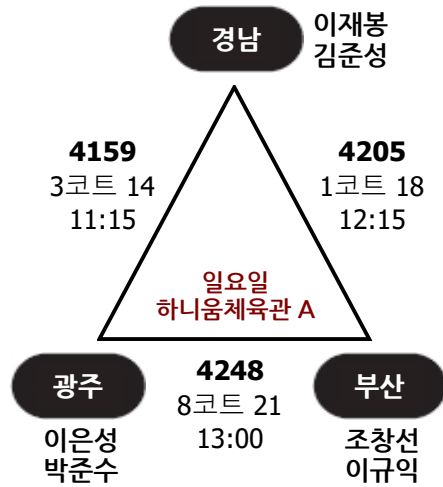 경남
이재봉
김준성
4159
3코트 14
11:15
4205
1코트 18
12:15
일요일
하니움체육관 A
광주
이은성
박준수
4248
8코트 21
13:00
부산
조창선
이규익